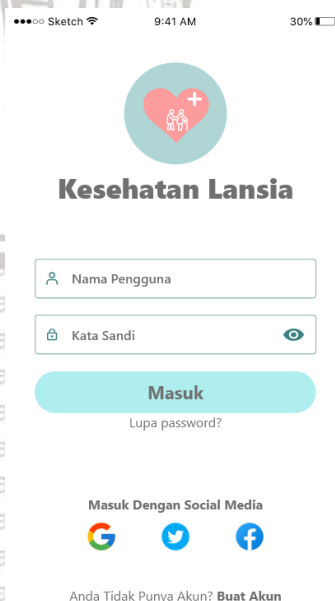 Sketch 9:41 AM 30%
Kesehatan Lansia
Nama Pengguna
Kata Sandi
Masuk
Lupa password?
Masuk Dengan Social Media
Anda Tidak Punya Akun? Buat Akun